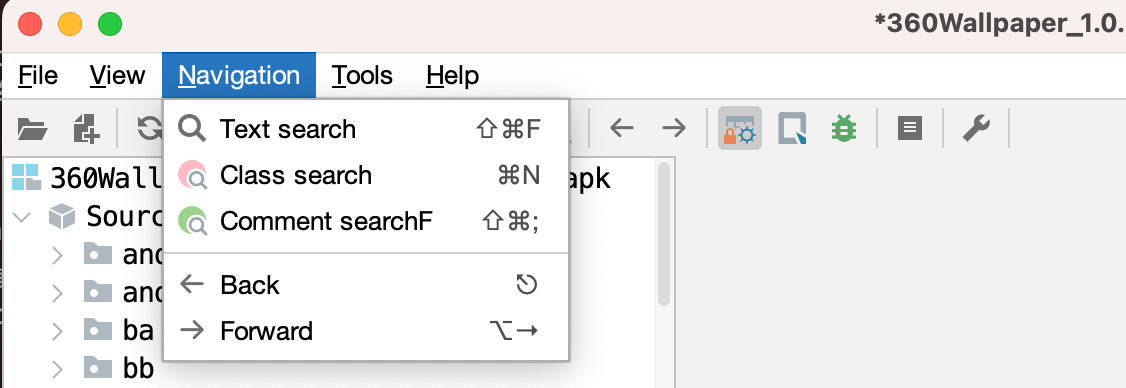 *360Wallpaper_1.0.
File View Navigation Tools Help
Text search ⇧⌘F
Class search ⌘N
Comment searchF ⇧⌘;
Back ⎋
Forward ⌥→
360Wall apk
Sourc
and
and
ba
bb